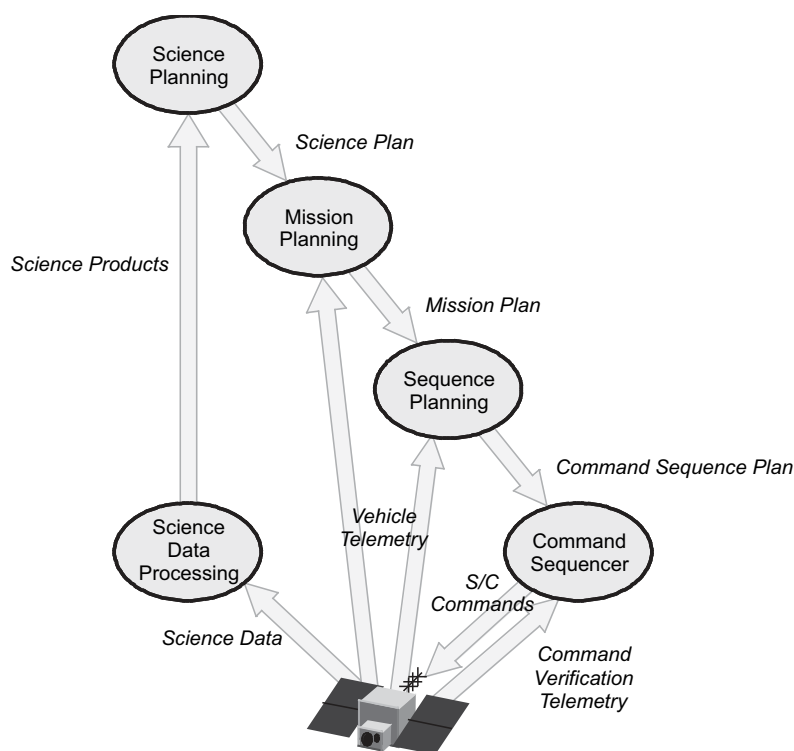 Science
Planning
Science Plan
Mission
Planning
Science Products
Mission Plan
Sequence
Planning
Command Sequence Plan
Science
Data
Processing
Vehicle
Telemetry
Command
Sequencer
S/C
Commands
Science Data
Command
Verification
Telemetry